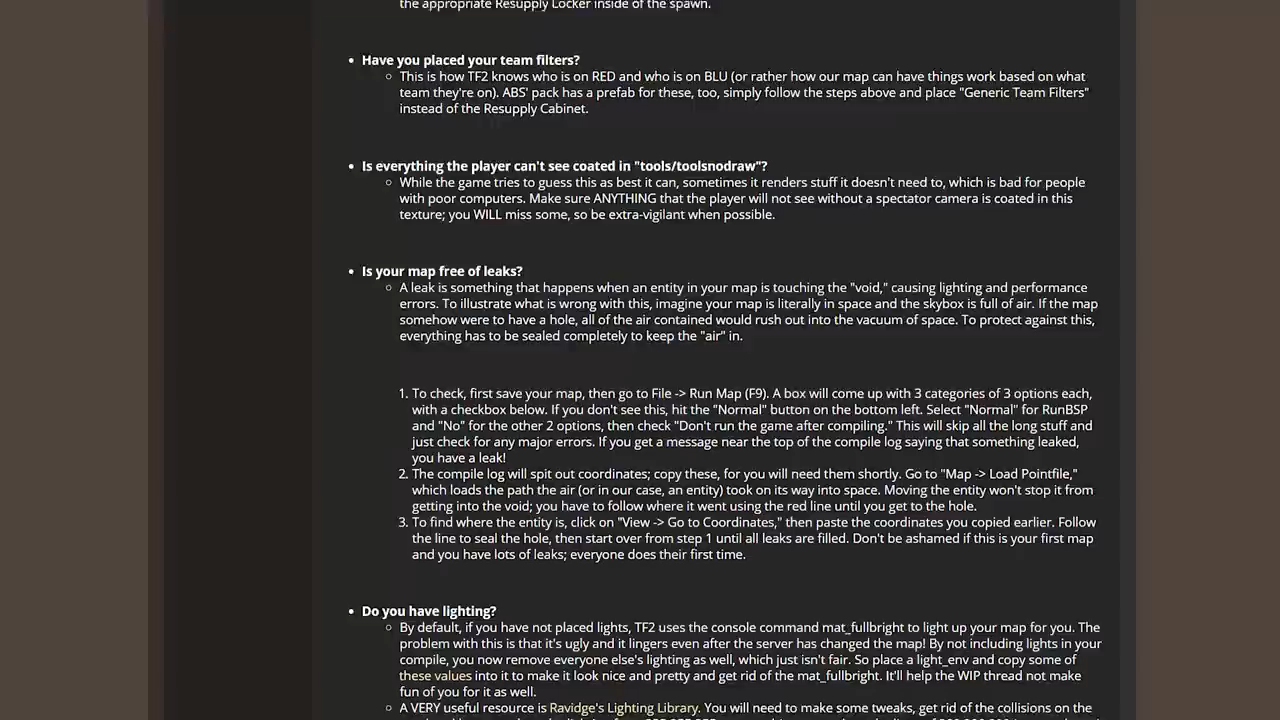 the appropriate Resupply Locker inside of the spawn.
• Have you placed your team filters?
○ This is how TF2 knows who is on RED and who is on BLU (or rather how our map can have things work based on what
team they're on). ABS' pack has a prefab for these, too, simply follow the steps above and place "Generic Team Filters"
instead of the Resupply Cabinet.
• Is everything the player can't see coated in "tools/toolsnodraw"?
○ While the game tries to guess this as best it can, sometimes it renders stuff it doesn't need to, which is bad for people
with poor computers. Make sure ANYTHING that the player will not see without a spectator camera is coated in this
texture; you WILL miss some, so be extra-vigilant when possible.
• Is your map free of leaks?
○ A leak is something that happens when an entity in your map is touching the "void," causing lighting and performance
errors. To illustrate what is wrong with this, imagine your map is literally in space and the skybox is full of air. If the map
somehow were to have a hole, all of the air contained would rush out into the vacuum of space. To protect against this,
everything has to be sealed completely to keep the "air" in.
1. To check, first save your map, then go to File -> Run Map (F9). A box will come up with 3 categories of 3 options each,
with a checkbox below. If you don't see this, hit the "Normal" button on the bottom left. Select "Normal" for RunBSP
and "No" for the other 2 options, then check "Don't run the game after compiling." This will skip all the long stuff and
just check for any major errors. If you get a message near the top of the compile log saying that something leaked,
you have a leak!
2. The compile log will spit out coordinates; copy these, for you will need them shortly. Go to "Map -> Load Pointfile,"
which loads the path the air (or in our case, an entity) took on its way into space. Moving the entity won't stop it from
getting into the void; you have to follow where it went using the red line until you get to the hole.
3. To find where the entity is, click on "View -> Go to Coordinates," then paste the coordinates you copied earlier. Follow
the line to seal the hole, then start over from step 1 until all leaks are filled. Don't be ashamed if this is your first map
and you have lots of leaks; everyone does their first time.
• Do you have lighting?
○ By default, if you have not placed lights, TF2 uses the console command mat_fullbright to light up your map for you. The
problem with this is that it's ugly and it lingers even after the server has changed the map! By not including lights in your
compile, you now remove everyone else's lighting as well, which just isn't fair. So place a light_env and copy some of
these values into it to make it look nice and pretty and get rid of the mat_fullbright. It'll help the WIP thread not make
fun of you for it as well.
○ A VERY useful resource is Ravidge's Lighting Library. You will need to make some tweaks, get rid of the collisions on the